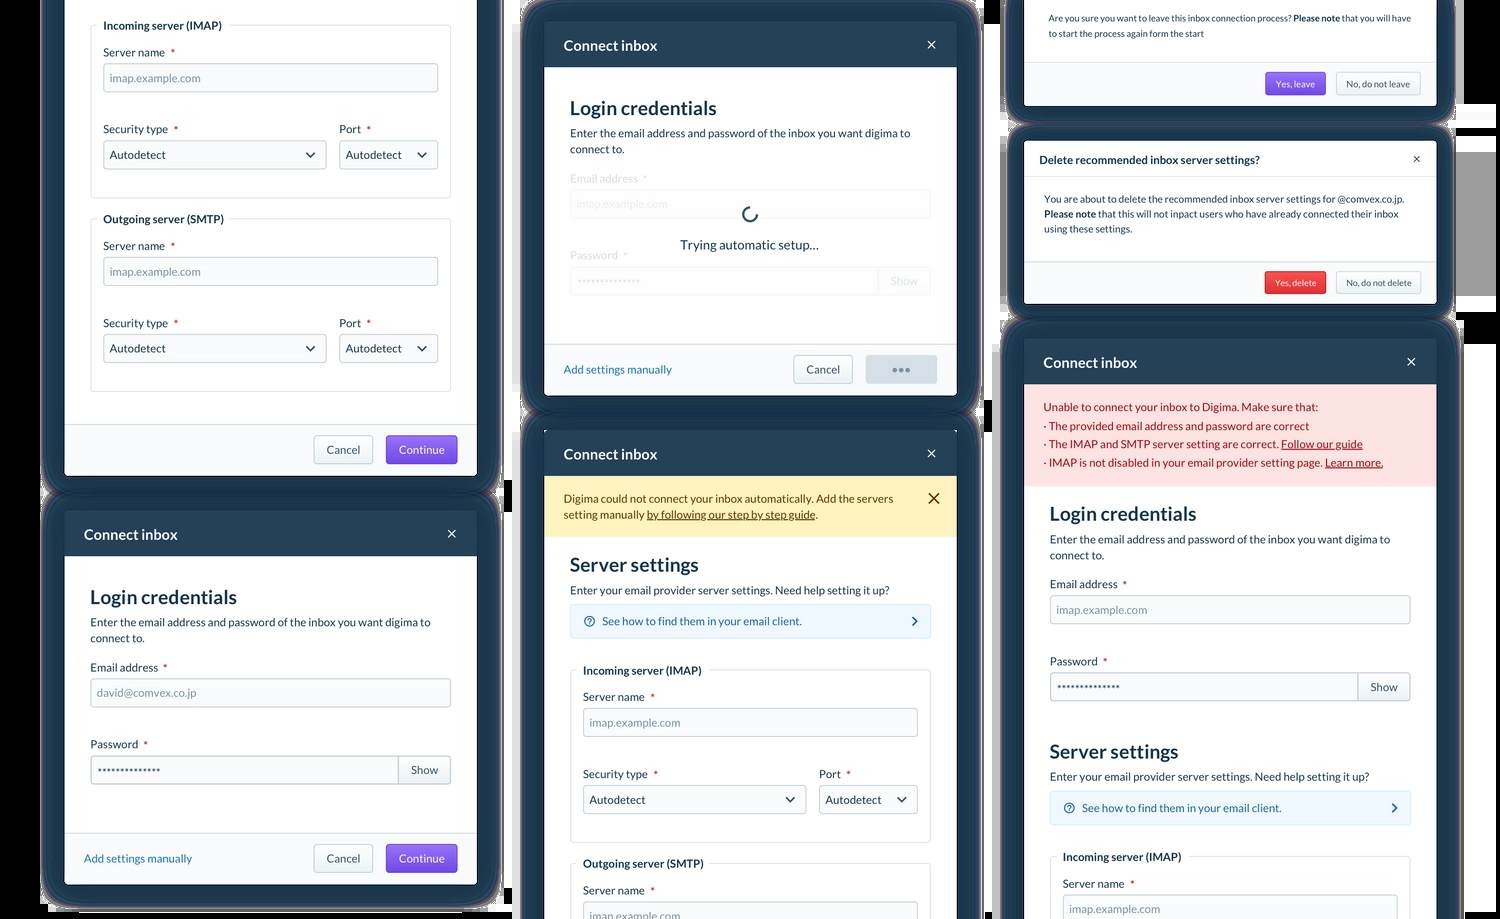 Incoming server (IMAP)
Server name *
imap.example.com
Security type *
Port *
Autodetect
Autodetect
Outgoing server (SMTP)
Server name *
imap.example.com
Security type *
Port *
Autodetect
Autodetect
Cancel
Continue
Connect inbox
Login credentials
Enter the email address and password of the inbox you want digima to
connect to.
Email address *
david@comvex.co.jp
Password *
**************
Show
Add settings manually
Cancel
Continue
Connect inbox
Login credentials
Enter the email address and password of the inbox you want digima to
connect to.
Email address *
imap.example.com
Trying automatic setup...
Password *
**************
Show
Add settings manually
Cancel
Connect inbox
Digima could not connect your inbox automatically. Add the servers
setting manually by following our step by step guide.
Server settings
Enter your email provider server settings. Need help setting it up?
See how to find them in your email client.
Incoming server (IMAP)
Server name *
imap.example.com
Security type *
Port *
Autodetect
Autodetect
Outgoing server (SMTP)
Server name *
imap.example.com
Are you sure you want to leave this inbox connection process? Please note that you will have
to start the process again form the start
Yes, leave
No, do not leave
Delete recommended inbox server settings?
You are about to delete the recommended inbox server settings for @comvex.co.jp.
Please note that this will not inpact users who have already connected their inbox
using these settings.
Yes, delete
No, do not delete
Connect inbox
Unable to connect your inbox to Digima. Make sure that:
· The provided email address and password are correct
· The IMAP and SMTP server setting are correct. Follow our guide
· IMAP is not disabled in your email provider setting page. Learn more.
Login credentials
Enter the email address and password of the inbox you want digima to
connect to.
Email address *
imap.example.com
Password *
**************
Show
Server settings
Enter your email provider server settings. Need help setting it up?
See how to find them in your email client.
Incoming server (IMAP)
Server name *
imap.example.com